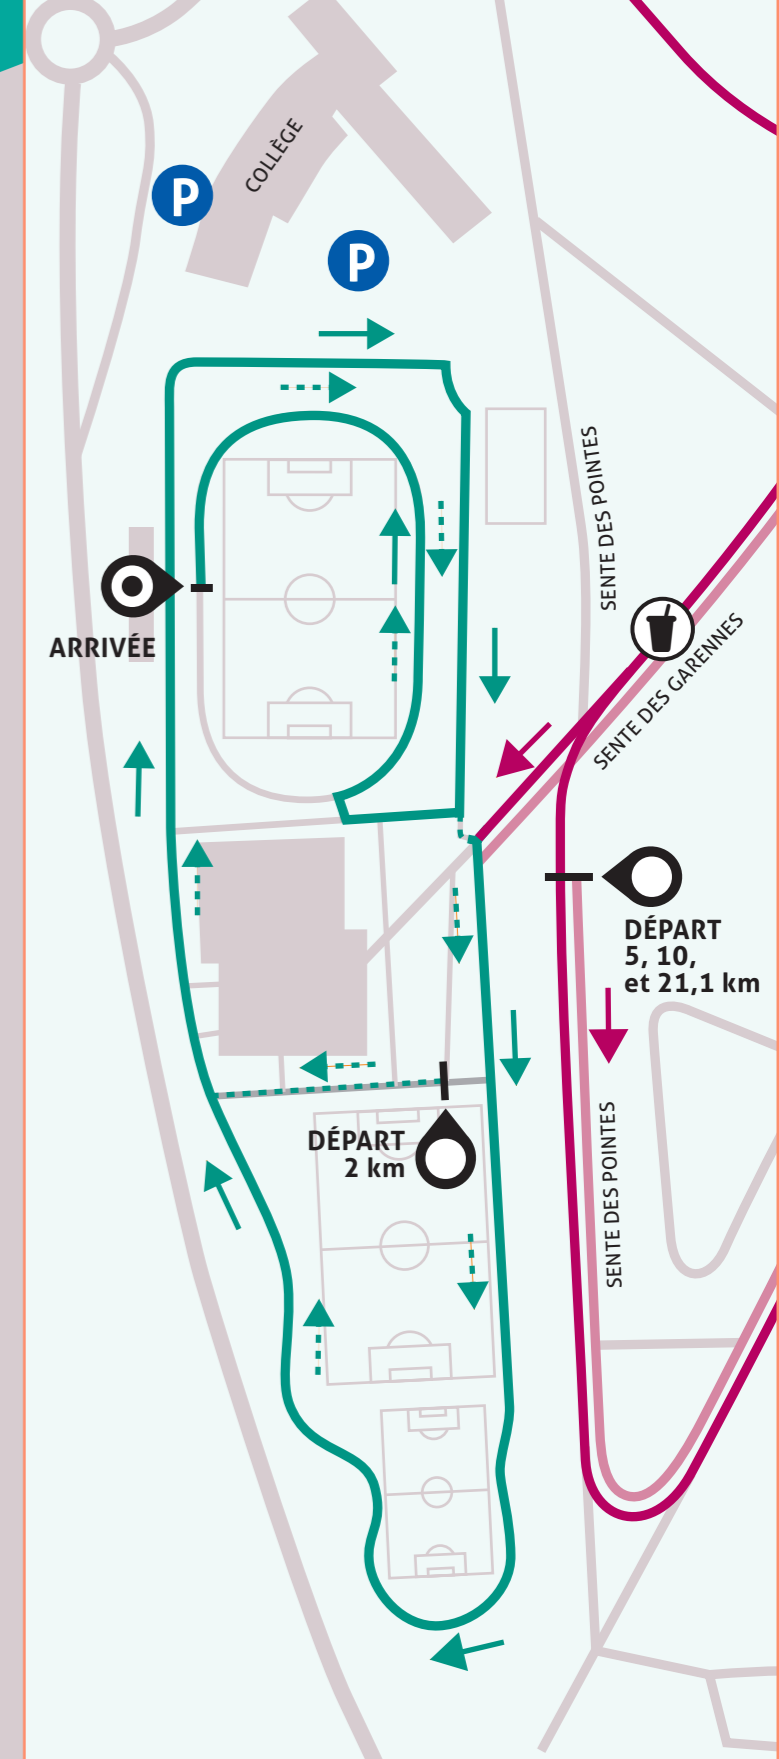 COLLÈGE
P
P
SENTE DES POINTES
ARRIVÉE
SENTE DES GARENNES
DÉPART
5, 10,
et 21,1 km
DÉPART
2 km
SENTE DES POINTES